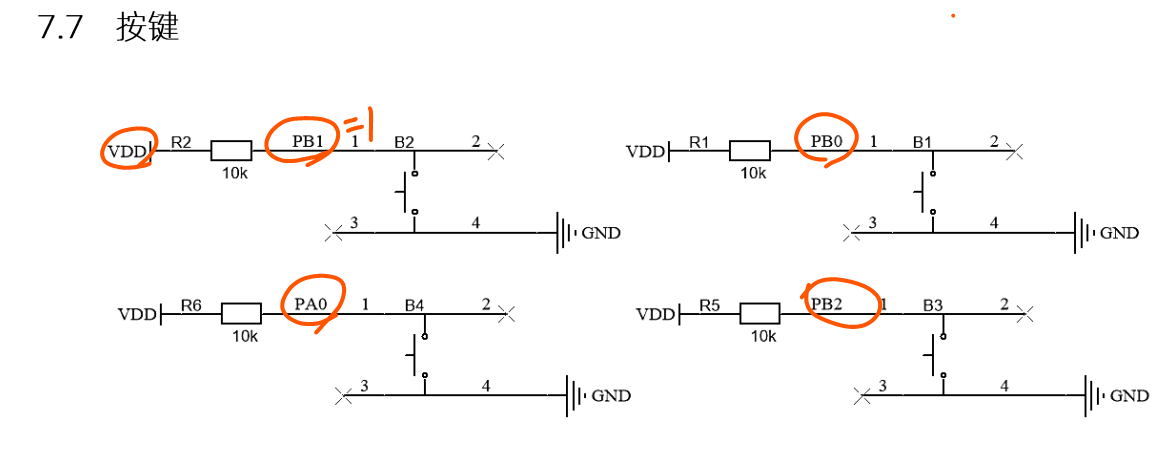 7.7 按键
=1
VDD R2 PB1 1 B2 2
VDD R1 PB0 1 B1 2
10k
10k
3 4 GND
3 4 GND
VDD R6 PA0 1 B4 2
VDD R5 PB2 1 B3 2
10k
10k
3 4 GND
3 4 GND